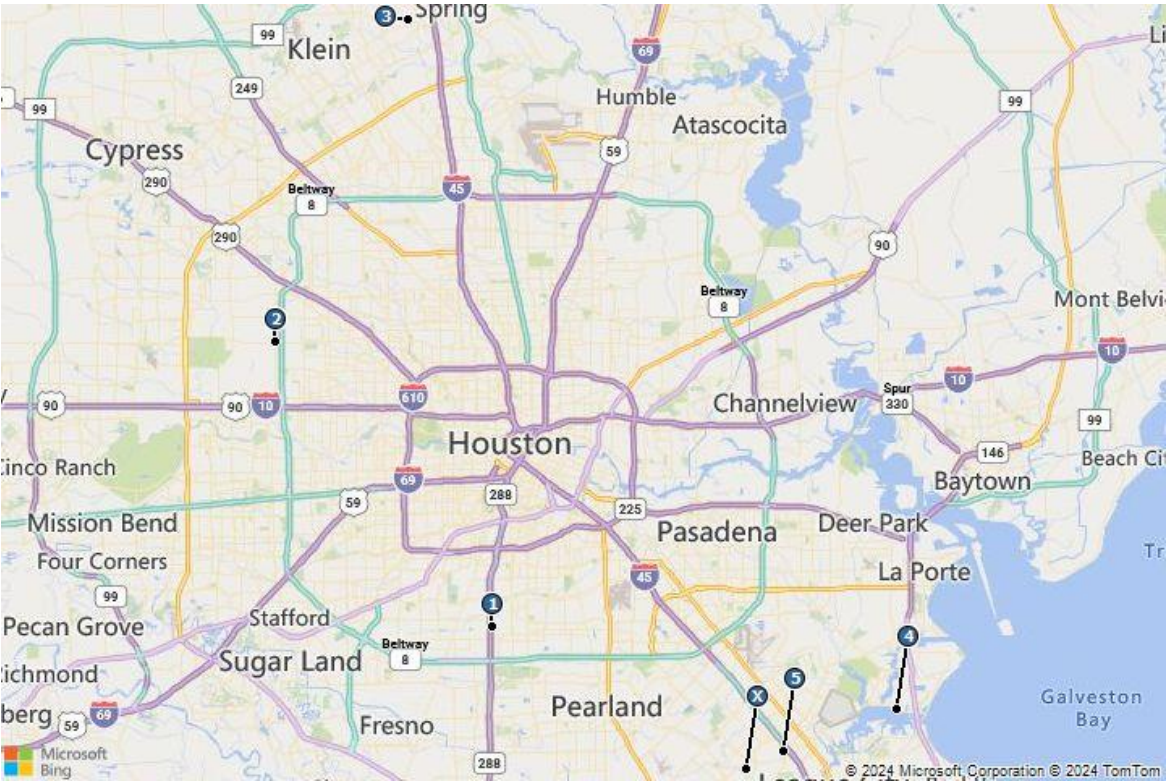 3
Spring
99
Klein
69
249
Humble
99
Atascocita
99
59
Cypress
290
45
Beltway
8
290
90
Beltway
8
Mont Belvi
2
10
10
610
Spur
330
90
90
10
Channelview
99
Houston
146
Beach Cit
Cinco Ranch
69
Baytown
59
288
225
Mission Bend
Pasadena
Deer Park
Four Corners
45
La Porte
99
1
Stafford
Pecan Grove
4
Beltway
8
Sugar Land
Richmond
5
X
Galveston
Bay
Pearland
berg
59
69
Fresno
Microsoft
Bing
288
© 2024 Microsoft Corporation © 2024 TomTom